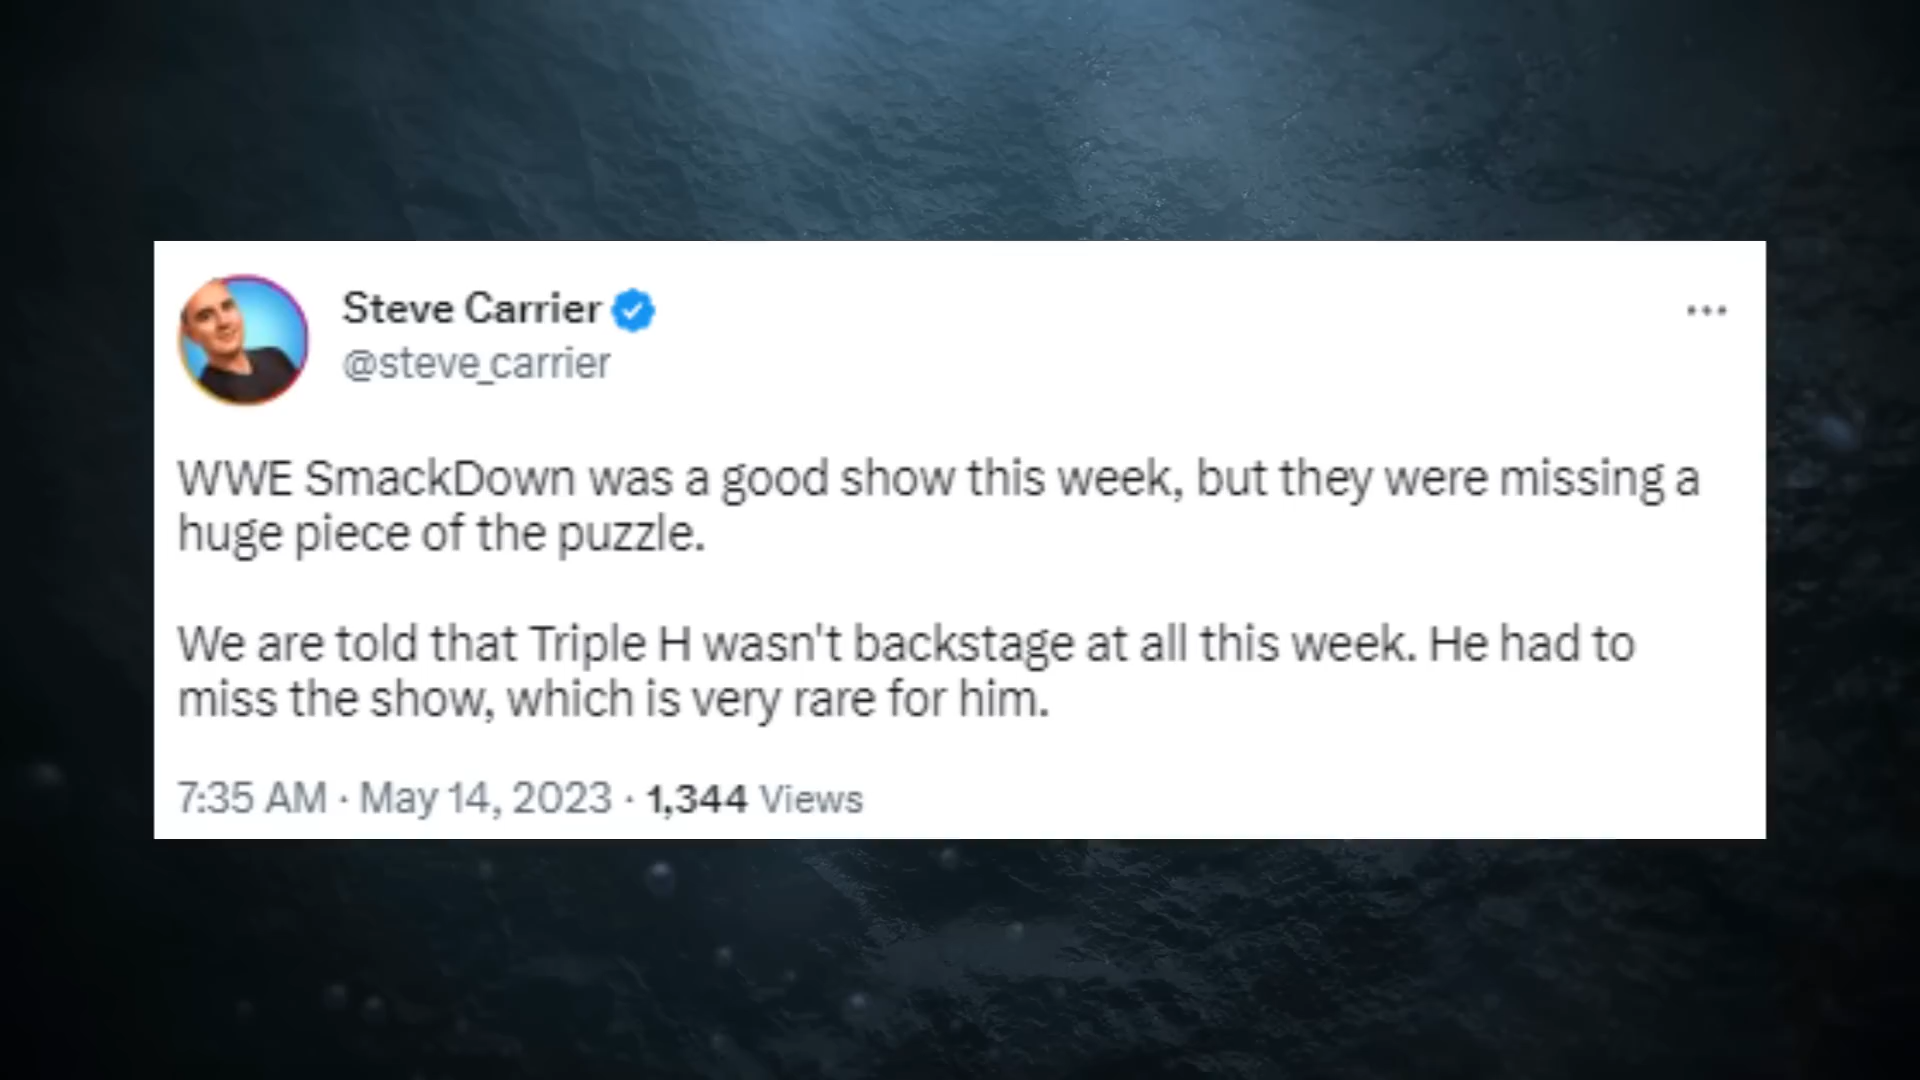 Steve Carrier
@steve_carrier
WWE SmackDown was a good show this week, but they were missing a
huge piece of the puzzle.
We are told that Triple H wasn't backstage at all this week. He had to
miss the show, which is very rare for him.
7:35 AM · May 14, 2023 · 1,344 Views